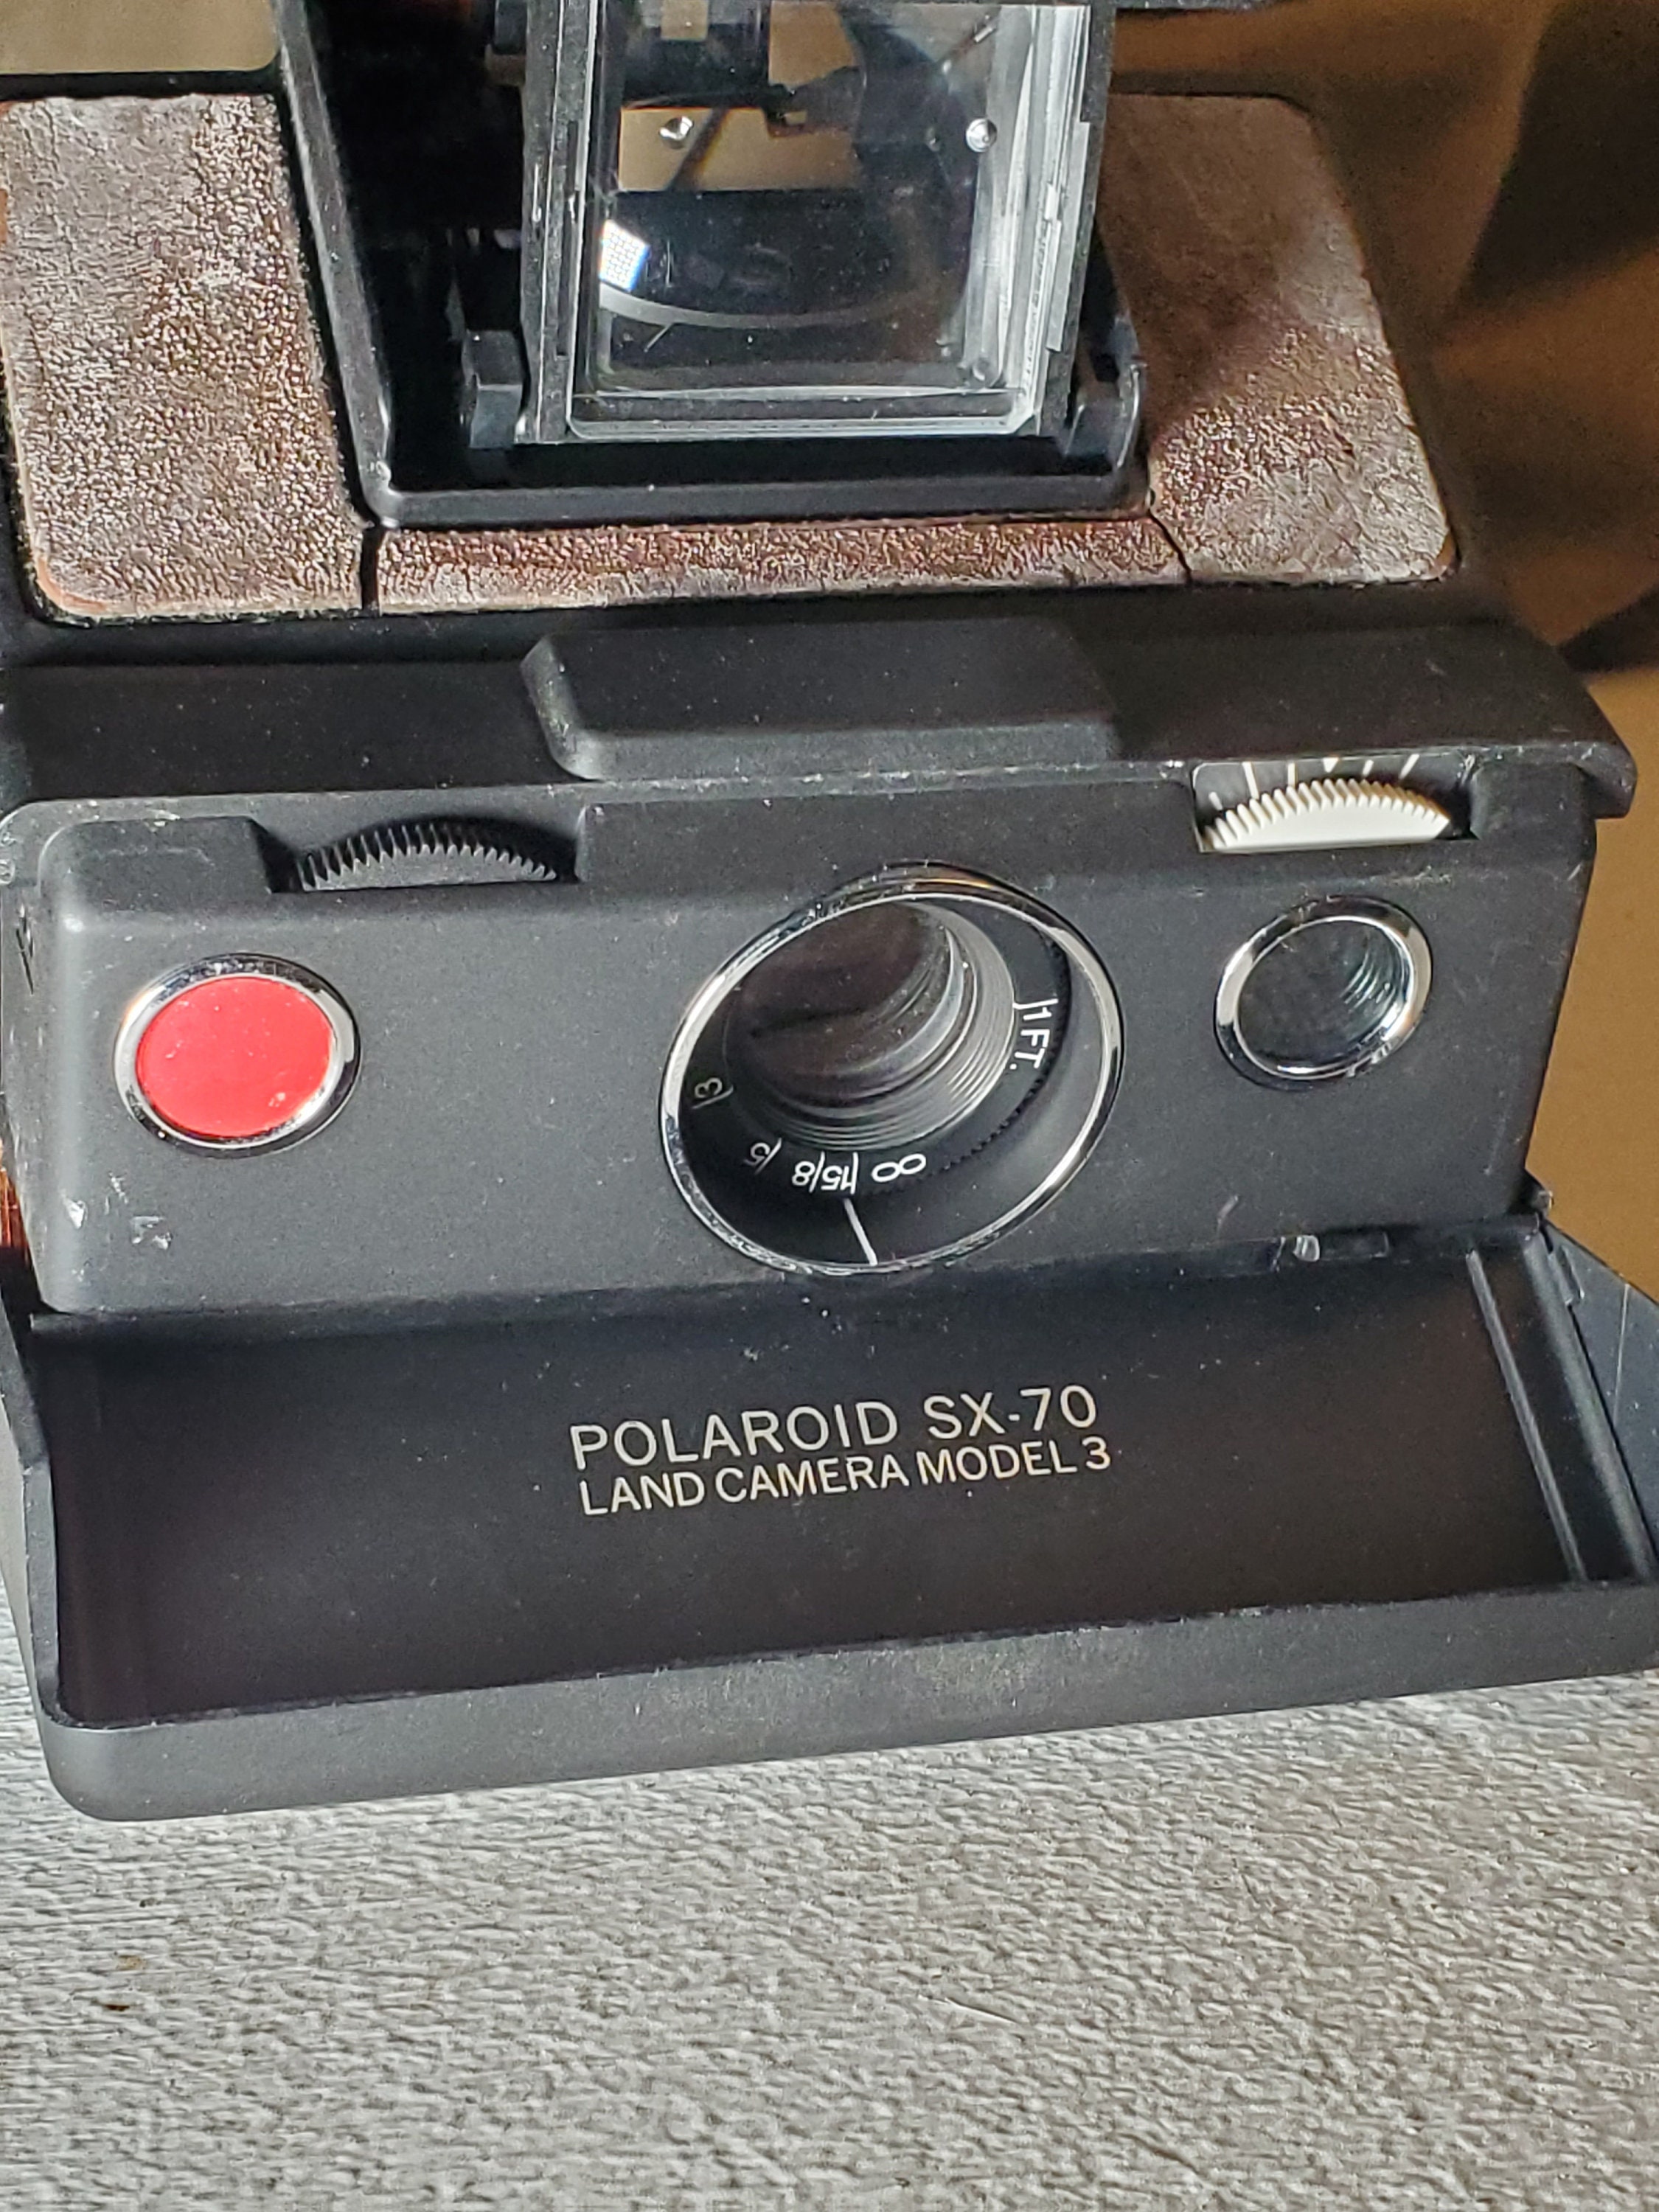 1FT.
3
5
8
15
∞
POLAROID SX-70
LAND CAMERA MODEL 3